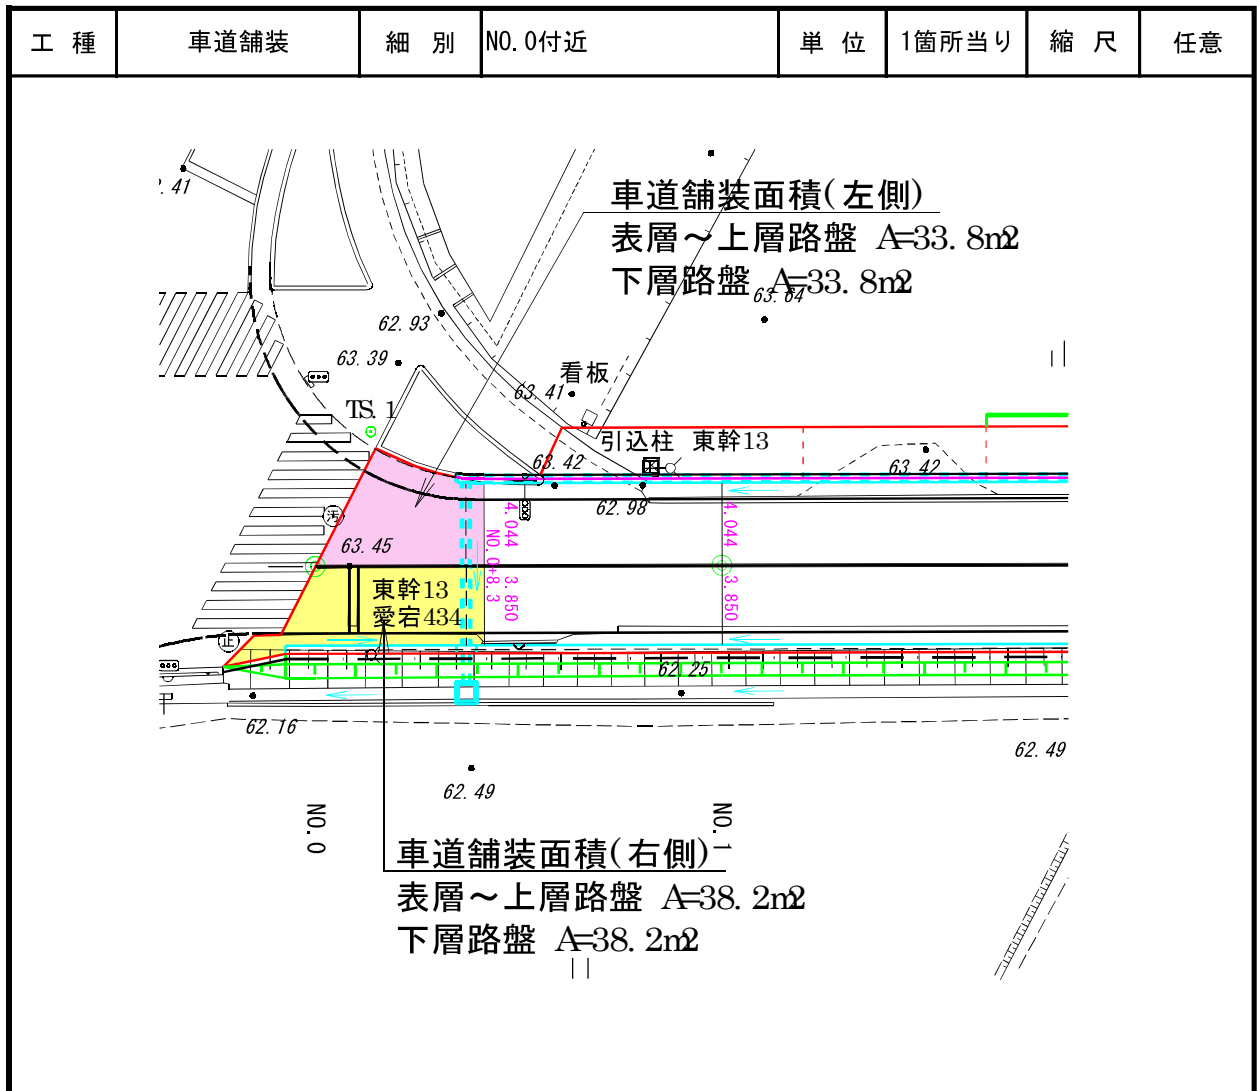 工 種 車道舗装 細 別 NO.0付近 単 位 1箇所当り 縮 尺 任意
車道舗装面積(左側)
表層～上層路盤 A=33.8m2
下層路盤 A=33.8m2
63.64
62.93
63.39
看板
63.41
TS.1
引込柱 東幹13
63.42
63.42
62.98
汚
63.45
4.044 3.850
NO.0+8.3
4.044 3.850
東幹13
愛宕434
正
62.25
62.16
62.49
62.49
NO.0
NO.1
車道舗装面積(右側)
表層～上層路盤 A=38.2m2
下層路盤 A=38.2m2